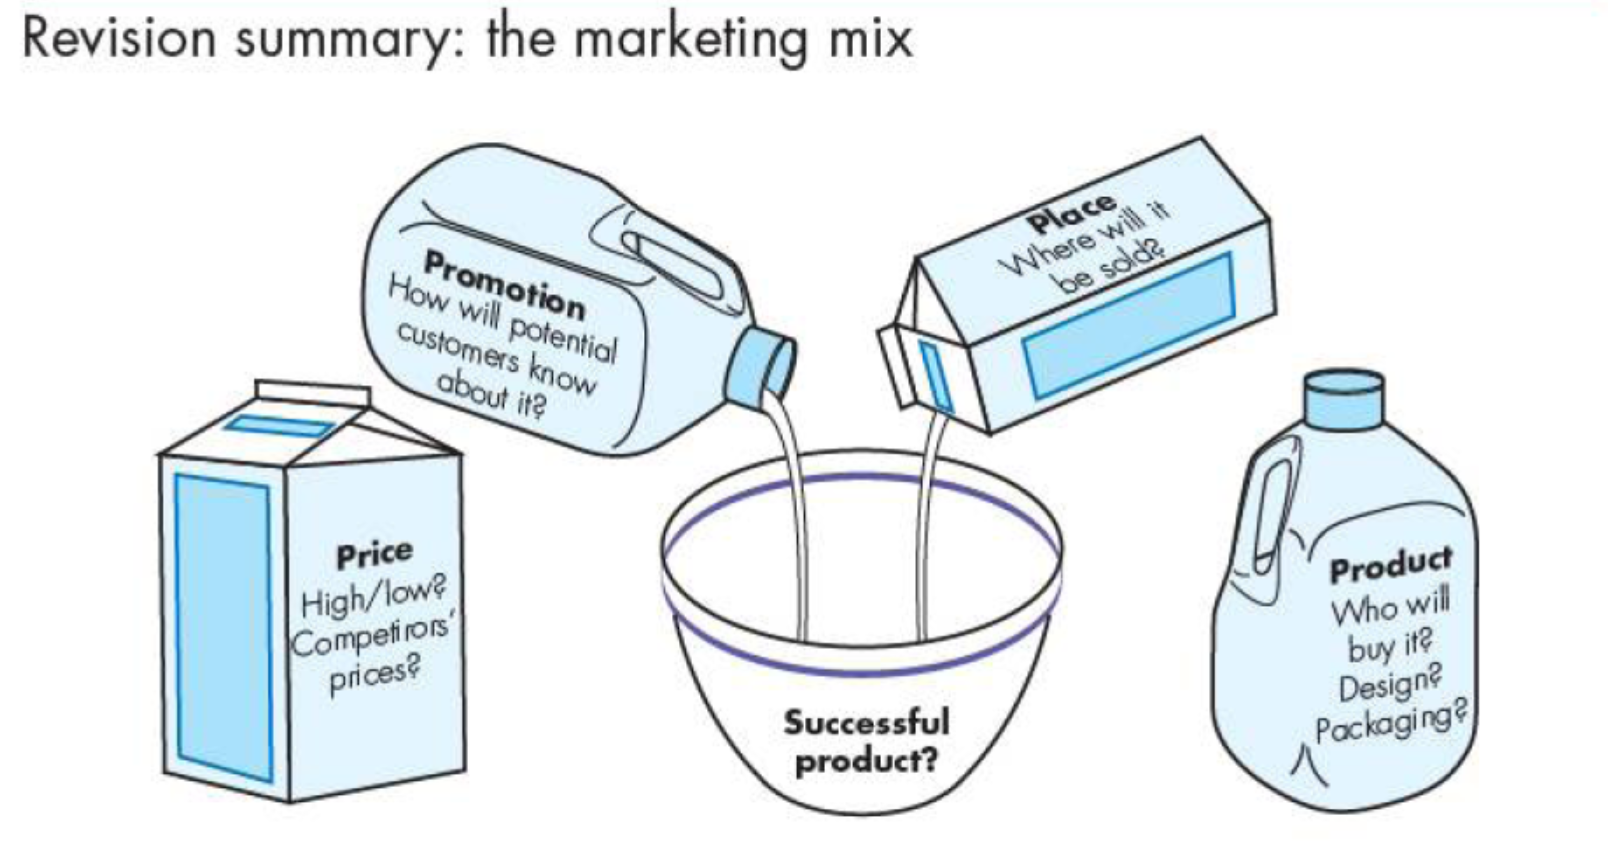 Revision summary: the marketing mix
Promotion
How will potential
customers know
about it?
Place
Where will it
be sold?
Price
High/low?
Competirors'
prices?
Product
Who will
buy it?
Design?
Packaging?
Successful
product?